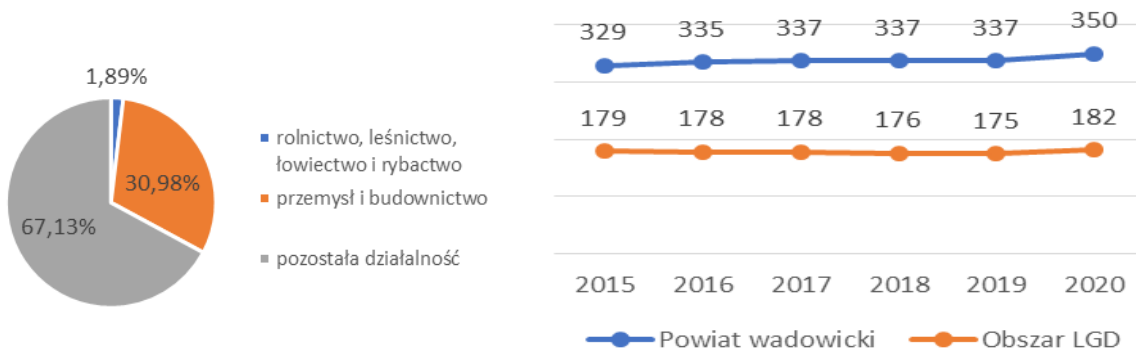 1,89%
30,98%
67,13%
rolnictwo, leśnictwo,
łowiectwo i rybactwo
przemysł i budownictwo
pozostała działalność
329 335 337 337 337 350
179 178 178 176 175 182
2015 2016 2017 2018 2019 2020
Powiat wadowicki Obszar LGD